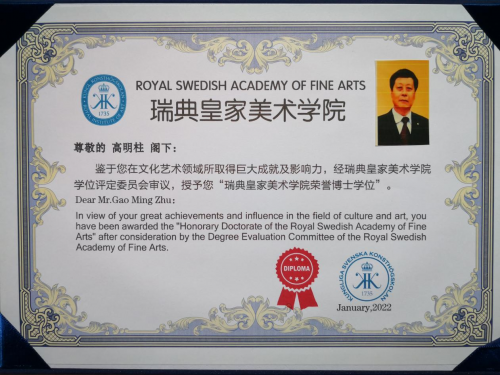 ROYAL SWEDISH ACADEMY OF FINE ARTS
瑞典皇家美术学院
尊敬的 高明柱 阁下：
鉴于您在文化艺术领域所取得巨大成就及影响力，经瑞典皇家美术学院
学位评定委员会审议，授予您“瑞典皇家美术学院荣誉博士学位”。
Dear Mr.Gao Ming Zhu：
In view of your great achievements and influence in the field of culture and art, you
have been awarded the "Honorary Doctorate of the Royal Swedish Academy of Fine
Arts" after consideration by the Degree Evaluation Committee of the Royal Swedish
Academy of Fine Arts.
DIPLOMA
KUNGLIGA SVENSKA KONSTHÖGSKOLAN
1735
January,2022
1735